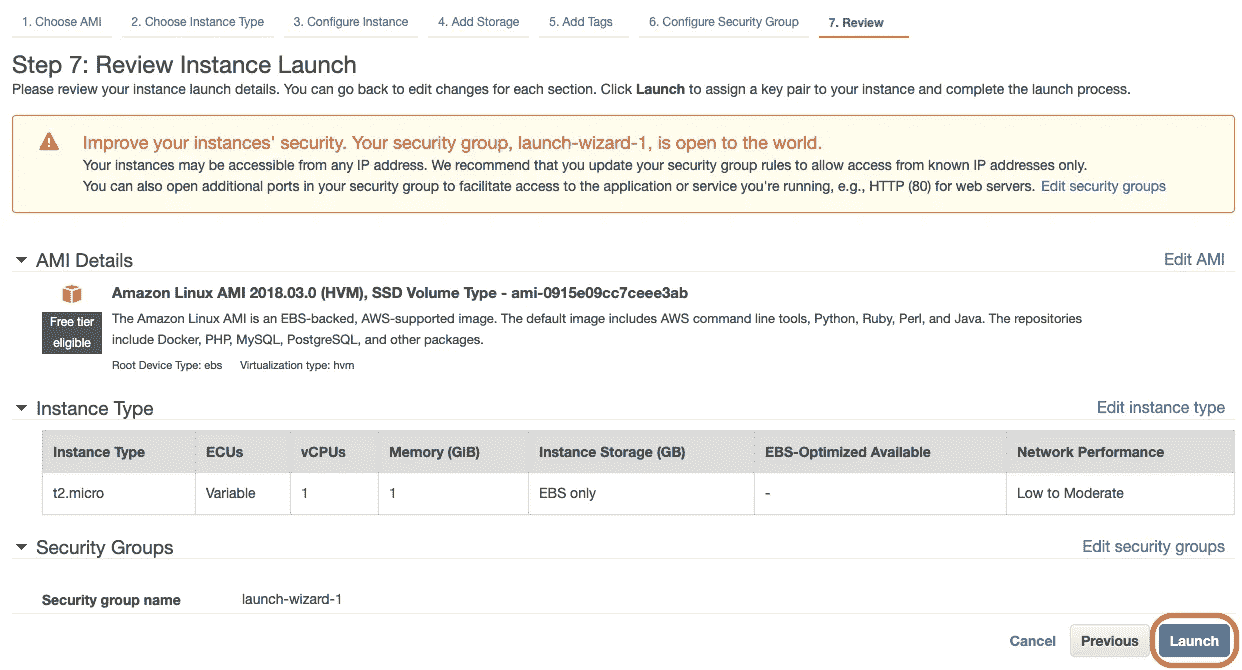 1. Choose AMI 2. Choose Instance Type 3. Configure Instance 4. Add Storage 5. Add Tags 6. Configure Security Group 7. Review
Step 7: Review Instance Launch
Please review your instance launch details. You can go back to edit changes for each section. Click Launch to assign a key pair to your instance and complete the launch process.
Improve your instances' security. Your security group, launch-wizard-1, is open to the world.
Your instances may be accessible from any IP address. We recommend that you update your security group rules to allow access from known IP addresses only.
You can also open additional ports in your security group to facilitate access to the application or service you're running, e.g., HTTP (80) for web servers. Edit security groups
AMI Details Edit AMI
Amazon Linux AMI 2018.03.0 (HVM), SSD Volume Type - ami-0915e09cc7ceee3ab
Free tier
eligible
The Amazon Linux AMI is an EBS-backed, AWS-supported image. The default image includes AWS command line tools, Python, Ruby, Perl, and Java. The repositories
include Docker, PHP, MySQL, PostgreSQL, and other packages.
Root Device Type: ebs Virtualization type: hvm
Instance Type Edit instance type
Instance Type ECUs vCPUs Memory (GiB) Instance Storage (GB) EBS-Optimized Available Network Performance
t2.micro Variable 1 1 EBS only - Low to Moderate
Security Groups Edit security groups
Security group name launch-wizard-1
Cancel Previous Launch